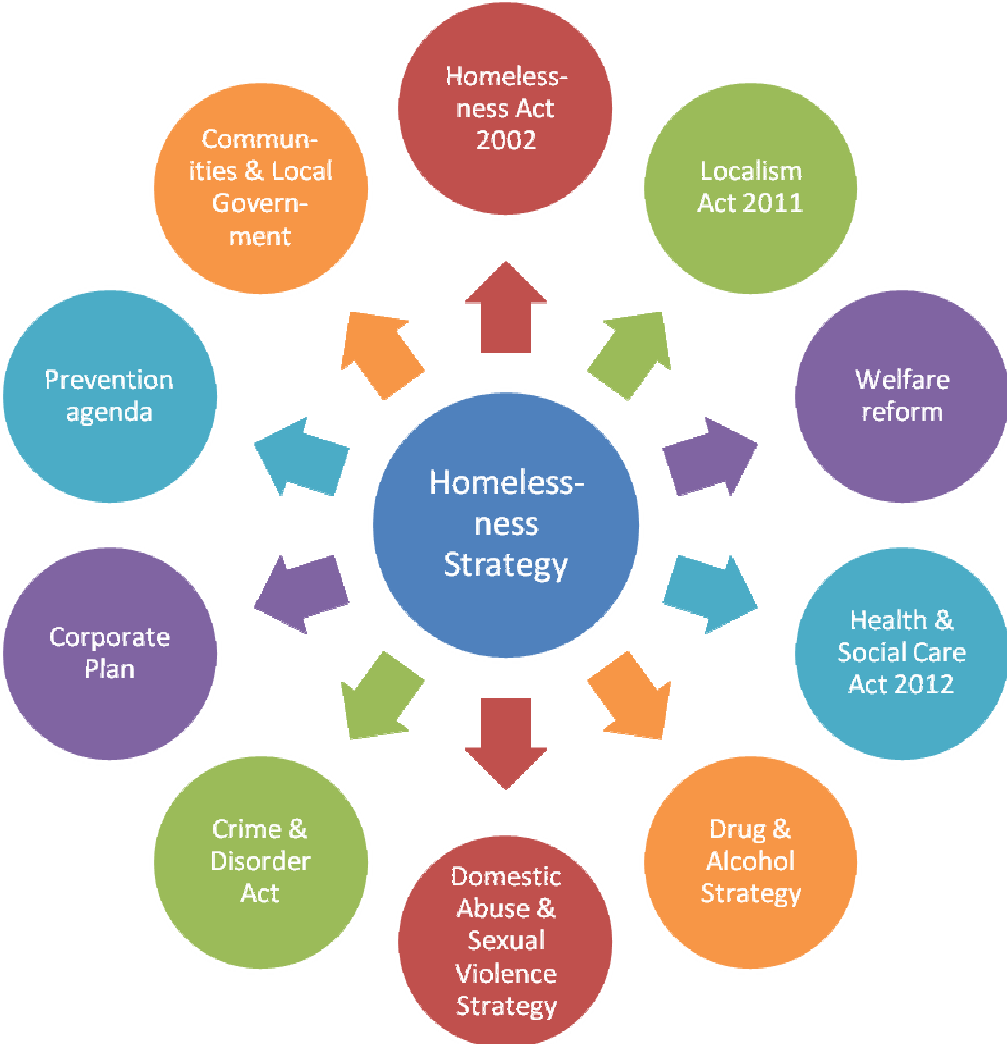 Homeless-
ness Act
2002
Localism
Act 2011
Welfare
reform
Health &
Social Care
Act 2012
Drug &
Alcohol
Strategy
Domestic
Abuse &
Sexual
Violence
Strategy
Crime &
Disorder
Act
Corporate
Plan
Prevention
agenda
Commun-
ities & Local
Govern-
ment
Homeless-
ness
Strategy